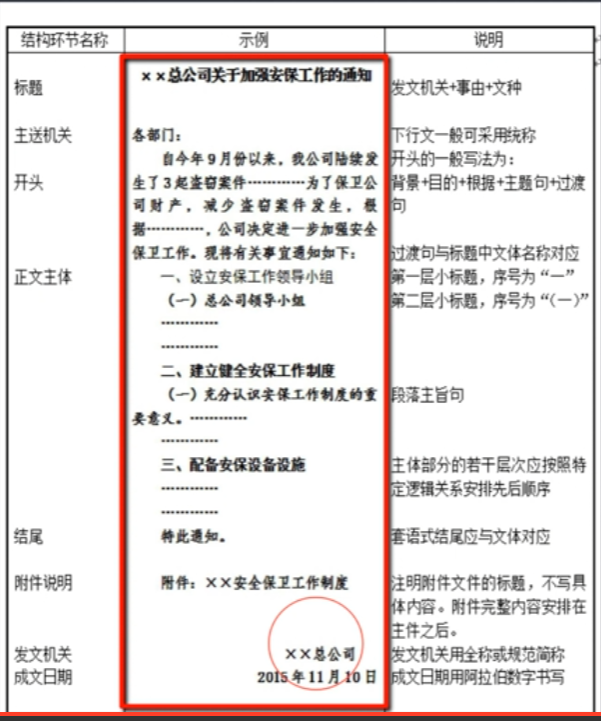 结构环节名称 示例 说明
标题 ××总公司关于加强安保工作的通知 发文机关+事由+文种
主送机关 各部门： 下行文一般可采用统称
自今年9月份以来，我公司陆续发 开头的一般写法为：
开头 生了3起盗窃案件…………为了保卫公 背景+目的+根据+主题句+过渡
司财产，减少盗窃案件发生，根 句
据…………，公司决定进一步加强安全
保卫工作。现将有关事宜通知如下： 过渡句与标题中文体名称对应
正文主体 一、设立安保工作领导小组 第一层小标题，序号为“一”
（一）总公司领导小组 第二层小标题，序号为“（一）”
…………
…………
二、建立健全安保工作制度
（一）充分认识安保工作制度的重 段落主旨句
要意义。…………
…………
三、配备安保设备设施 主体部分的若干层次应按照特
………… 定逻辑关系安排先后顺序
…………
结尾 特此通知。 套语式结尾应与文体对应
附件说明 附件：××安全保卫工作制度 注明附件文件的标题，不写具
体内容。附件完整内容安排在
主件之后。
发文机关 ××总公司 发文机关用全称或规范简称
成文日期 2015年11月10日 成文日期用阿拉伯数字书写